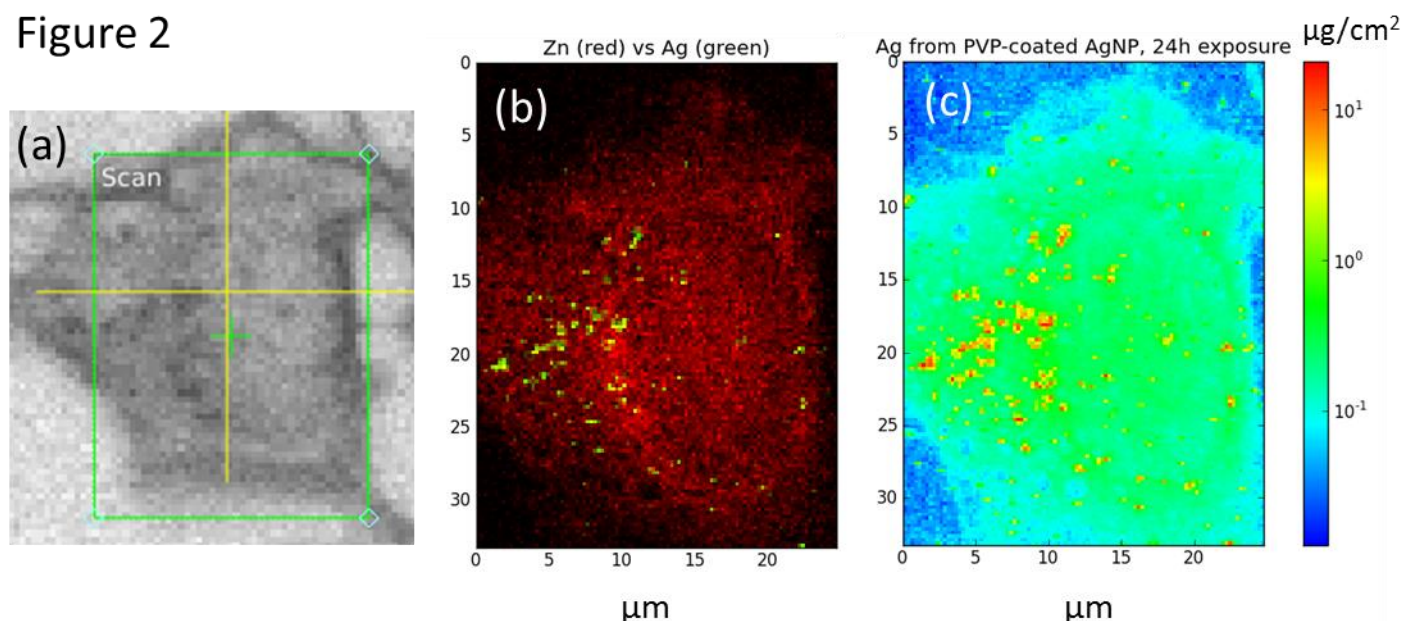 Figure 2
(a)
Scan
Zn (red) vs Ag (green)
(b)
0
5
10
15
20
25
30
0 5 10 15 20
μm
Ag from PVP-coated AgNP, 24h exposure
(c)
0
5
10
15
20
25
30
0 5 10 15 20
μm
μg/cm²
10¹
10⁰
10⁻¹